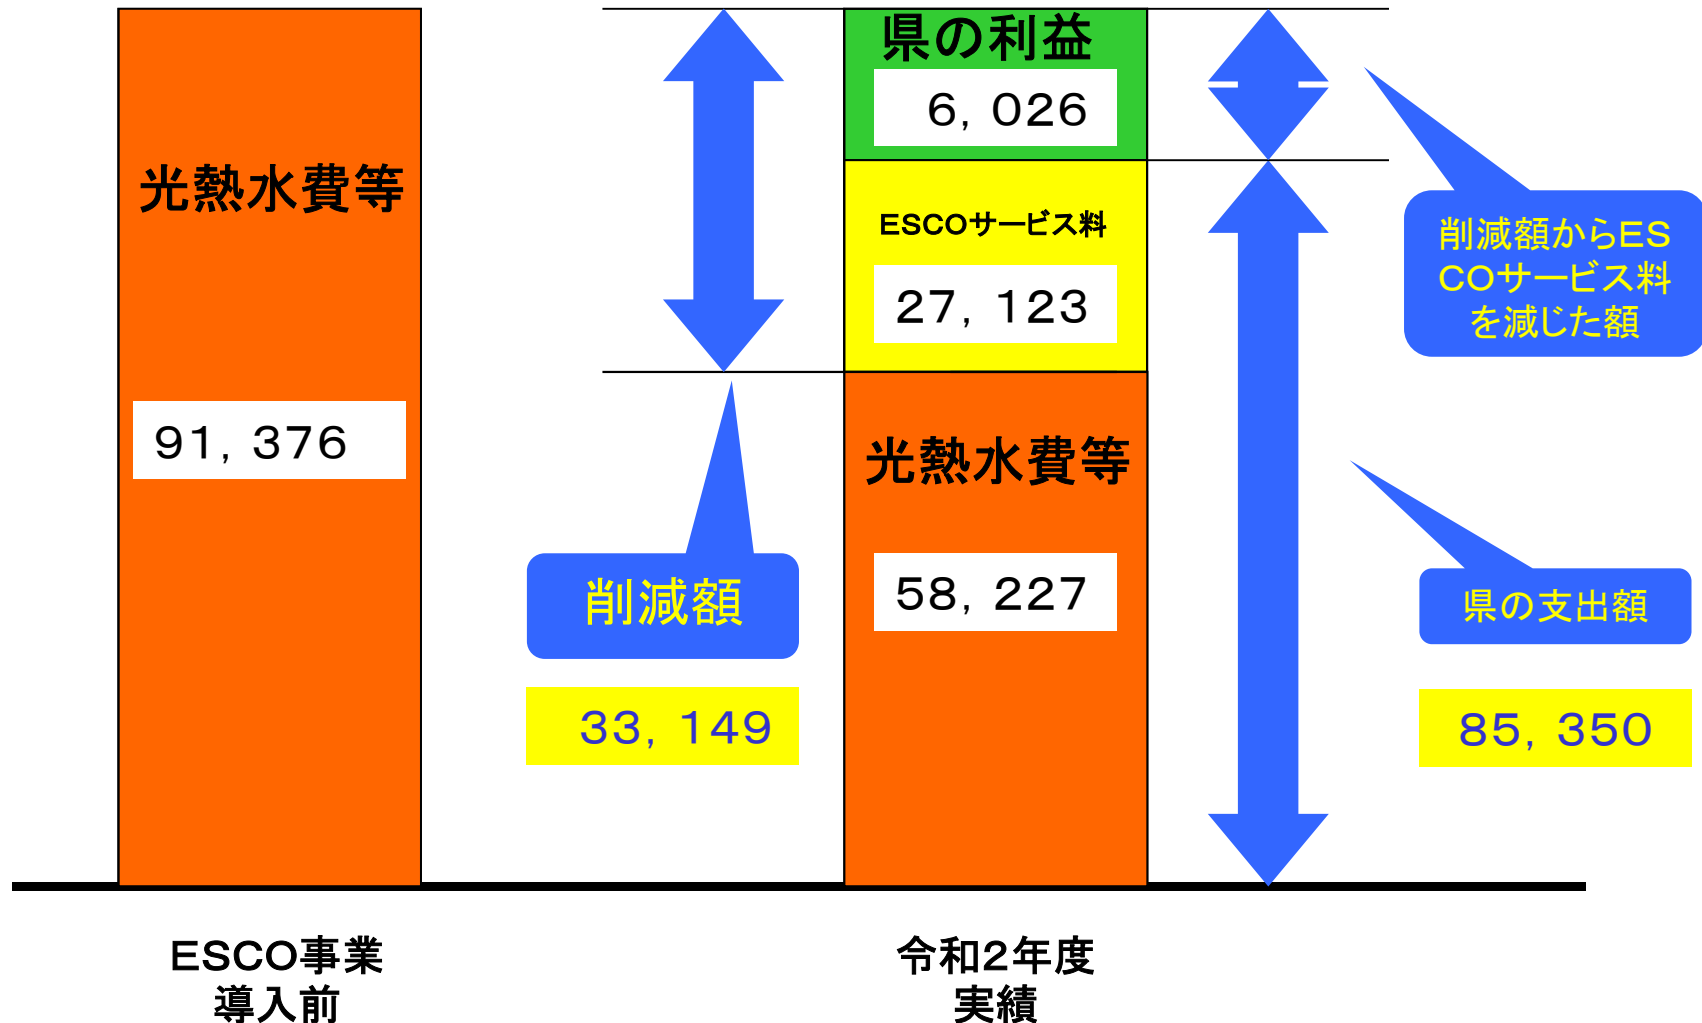 光熱水費等
91，376
県の利益
6，026
ESCOサービス料
27，123
光熱水費等
58，227
削減額
33，149
削減額からES
COサービス料
を減じた額
県の支出額
85，350
ESCO事業
導入前
令和2年度
実績